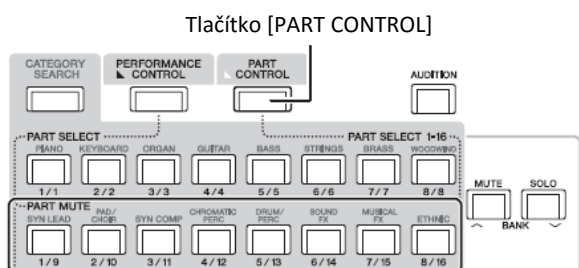 Tlačítko [PART CONTROL]
CATEGORY SEARCH
PERFORMANCE CONTROL
PART CONTROL
AUDITION
PART SELECT
PART SELECT 1-16
PIANO KEYBOARD ORGAN GUITAR BASS STRINGS BRASS WOODWIND
1/1 2/2 3/3 4/4 5/5 6/6 7/7 8/8
MUTE SOLO
BANK
PART MUTE
SYN LEAD PAD/CHOIR SYN COMP CHROMATIC PERC DRUM/PERC SOUND FX MUSICAL FX ETHNIC
1/9 2/10 3/11 4/12 5/13 6/14 7/15 8/16